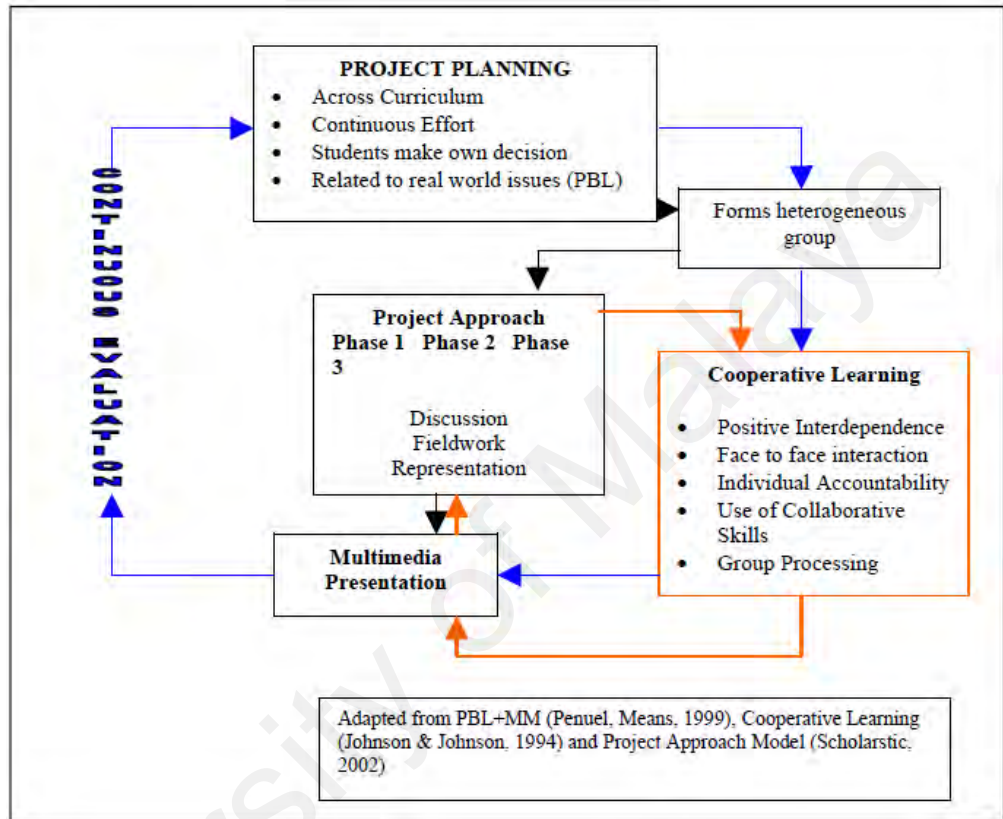 PROJECT PLANNING
• Across Curriculum
• Continuous Effort
• Students make own decision
• Related to real world issues (PBL)
Forms heterogeneous
group
Project Approach
Phase 1 Phase 2 Phase
3
Discussion
Fieldwork
Representation
Cooperative Learning
• Positive Interdependence
• Face to face interaction
• Individual Accountability
• Use of Collaborative
Skills
• Group Processing
Multimedia
Presentation
CONTINUOUS EVALUATION
Adapted from PBL+MM (Penuel, Means, 1999), Cooperative Learning
(Johnson & Johnson, 1994) and Project Approach Model (Scholarstic,
2002)
University of Malaya